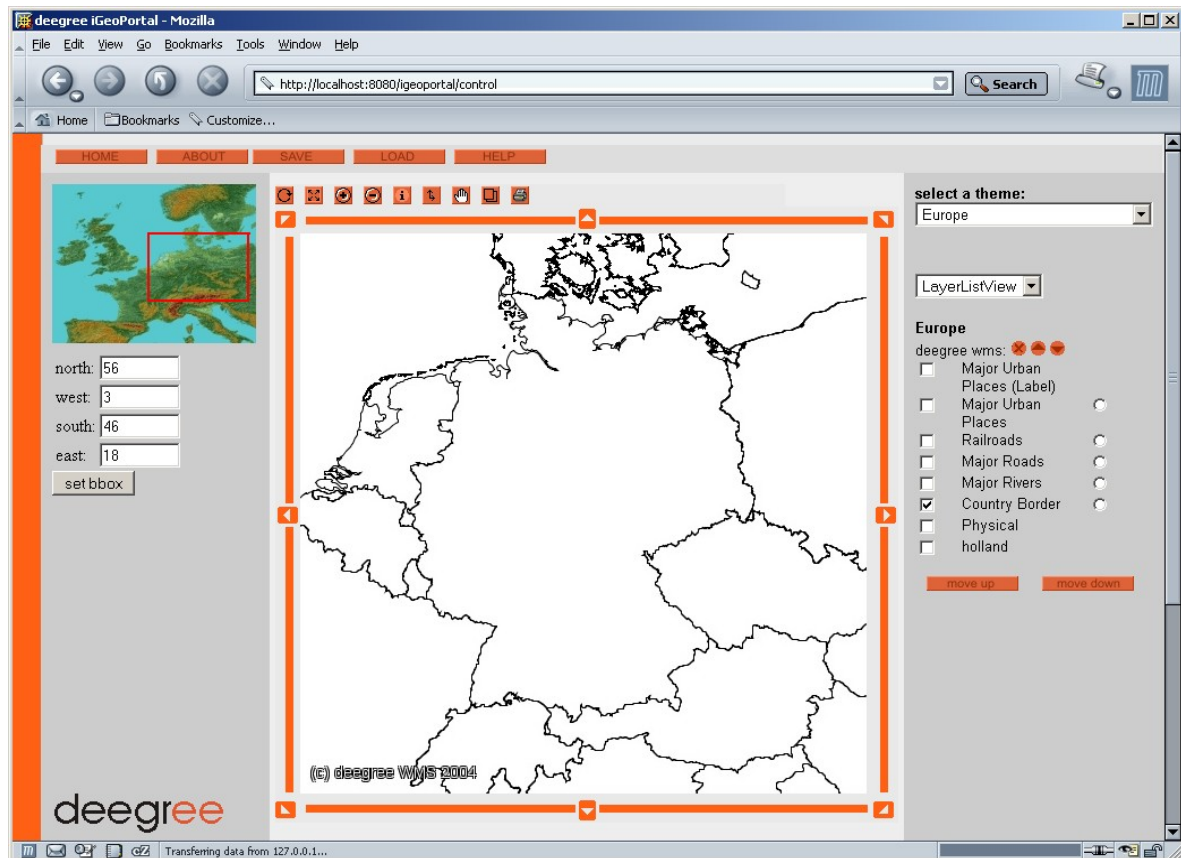 deegree iGeoPortal - Mozilla
File Edit View Go Bookmarks Tools Window Help
http://localhost:8080/igeoportal/control
Search
Home Bookmarks Customize...
HOME ABOUT SAVE LOAD HELP
north: 56
west: 3
south: 46
east: 18
set bbox
deegree
(c) deegree WMS 2004
select a theme:
Europe
LayerListView
Europe
deegree wms:
Major Urban
Places (Label)
Major Urban
Places
Railroads
Major Roads
Major Rivers
Country Border
Physical
holland
move up move down
Transferring data from 127.0.0.1...